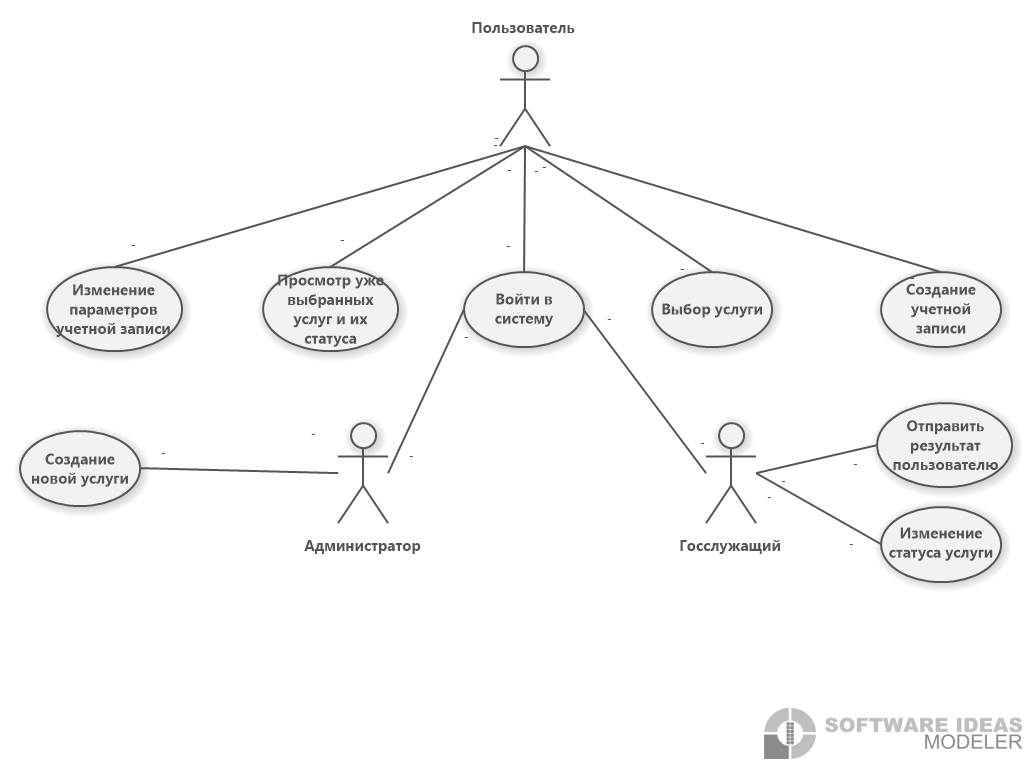 Пользователь
Изменение
параметров
учетной записи
Просмотр уже
выбранных
услуг и их
статуса
Войти в
систему
Выбор услуги
Создание
учетной
записи
Создание
новой услуги
Администратор
Госслужащий
Отправить
результат
пользователю
Изменение
статуса услуги
SOFTWARE IDEAS
MODELER